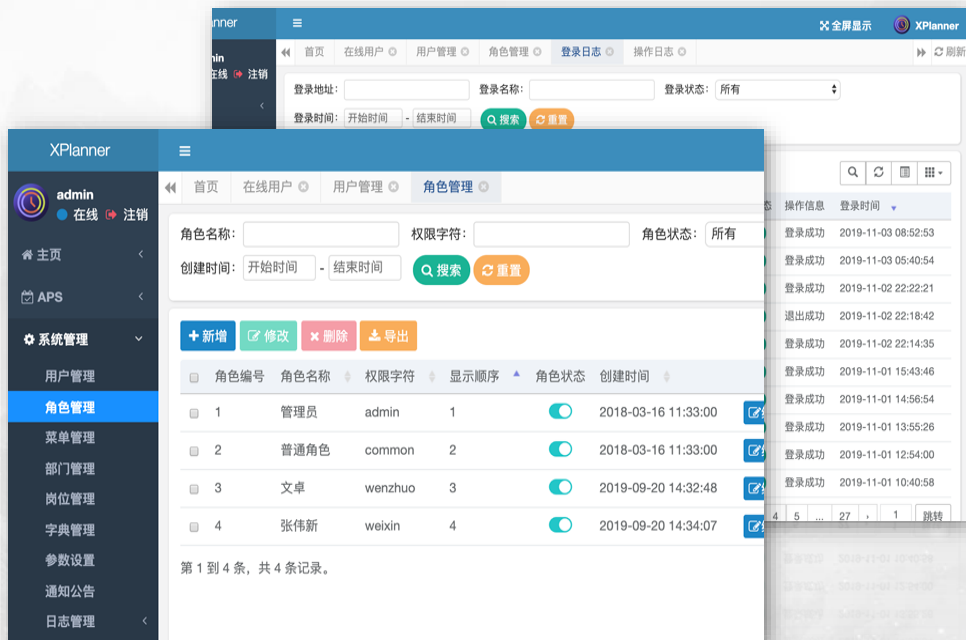 nner
全屏显示 XPlanner
首页 在线用户 用户管理 角色管理 登录日志 操作日志 刷新
min
在线 注销
登录地址: 登录名称: 登录状态: 所有
登录时间: 开始时间 - 结束时间 搜索 重置
操作信息 登录时间
登录成功 2019-11-03 08:52:53
登录成功 2019-11-03 05:40:54
登录成功 2019-11-02 22:22:21
退出成功 2019-11-02 22:18:42
登录成功 2019-11-02 22:14:35
登录成功 2019-11-01 15:43:46
登录成功 2019-11-01 14:56:54
登录成功 2019-11-01 13:55:26
登录成功 2019-11-01 12:54:00
登录成功 2019-11-01 10:40:58
4 5 ... 27 › 1 跳转
XPlanner
admin
在线 注销
主页
APS
系统管理
用户管理
角色管理
菜单管理
部门管理
岗位管理
字典管理
参数设置
通知公告
日志管理
首页 在线用户 用户管理 角色管理
角色名称: 权限字符: 角色状态: 所有
创建时间: 开始时间 - 结束时间 搜索 重置
新增 修改 删除 导出
角色编号 角色名称 权限字符 显示顺序 角色状态 创建时间
1 管理员 admin 1 2018-03-16 11:33:00
2 普通角色 common 2 2018-03-16 11:33:00
3 文卓 wenzhuo 3 2019-09-20 14:32:48
4 张伟新 weixin 4 2019-09-20 14:34:07
第 1 到 4 条，共 4 条记录。